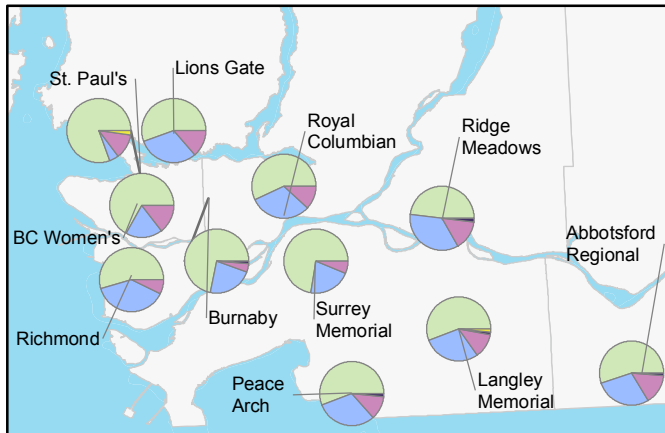 St. Paul's
Lions Gate
Royal
Columbian
Ridge
Meadows
BC Women's
Abbotsford
Regional
Richmond
Burnaby
Surrey
Memorial
Peace
Arch
Langley
Memorial